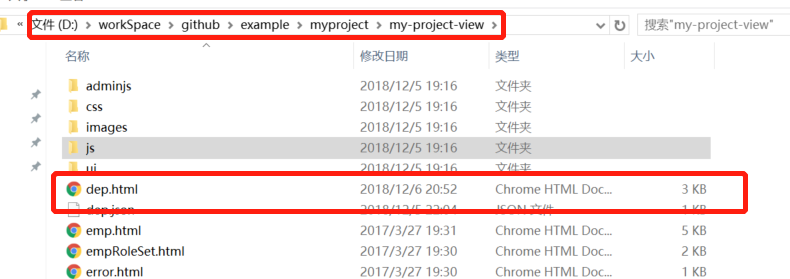 « 文件 (D:) > workSpace > github > example > myproject > my-project-view > 搜索"my-project-view"
名称 修改日期 类型 大小
adminjs 2018/12/5 19:16 文件夹
css 2018/12/5 19:16 文件夹
images 2018/12/5 19:16 文件夹
js 2018/12/5 19:16 文件夹
ui 2018/12/5 19:16 文件夹
dep.html 2018/12/6 20:52 Chrome HTML Doc... 3 KB
dep.json 2018/12/5 22:04 JSON 文件 1 KB
emp.html 2017/3/27 19:31 Chrome HTML Doc... 5 KB
empRoleSet.html 2017/3/27 19:30 Chrome HTML Doc... 2 KB
error.html 2017/3/27 19:30 Chrome HTML Doc... 1 KB